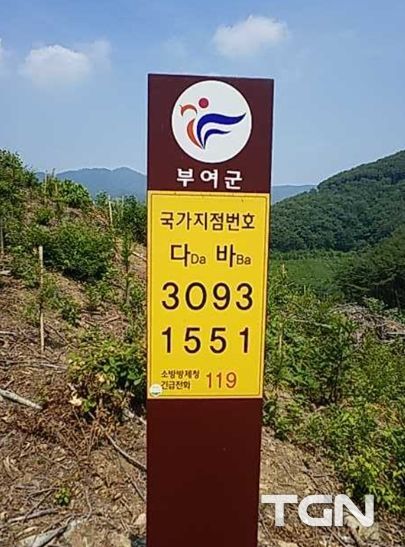 부여군
국가지점번호
다Da 바Ba
3093
1551
소방방제청
긴급전화 119
TGN